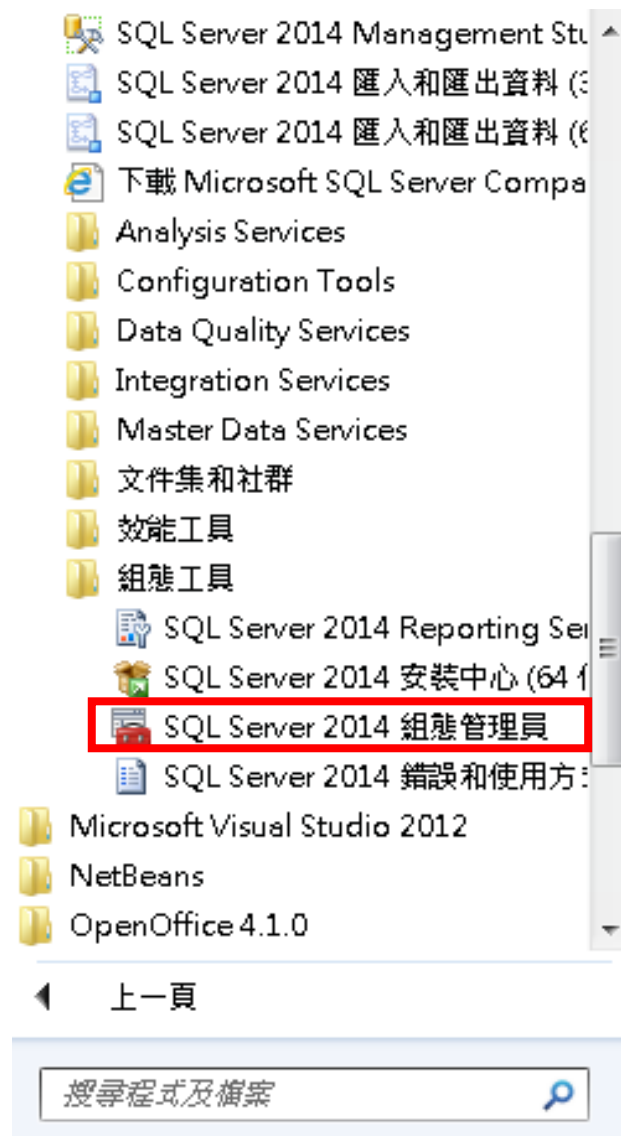 SQL Server 2014 Management Stu
SQL Server 2014 匯入和匯出資料 (3
SQL Server 2014 匯入和匯出資料 (6
下載 Microsoft SQL Server Compa
Analysis Services
Configuration Tools
Data Quality Services
Integration Services
Master Data Services
文件集和社群
效能工具
組態工具
SQL Server 2014 Reporting Ser
SQL Server 2014 安裝中心 (64 
SQL Server 2014 組態管理員
SQL Server 2014 錯誤和使用方
Microsoft Visual Studio 2012
NetBeans
OpenOffice 4.1.0
上一頁
搜尋程式及檔案